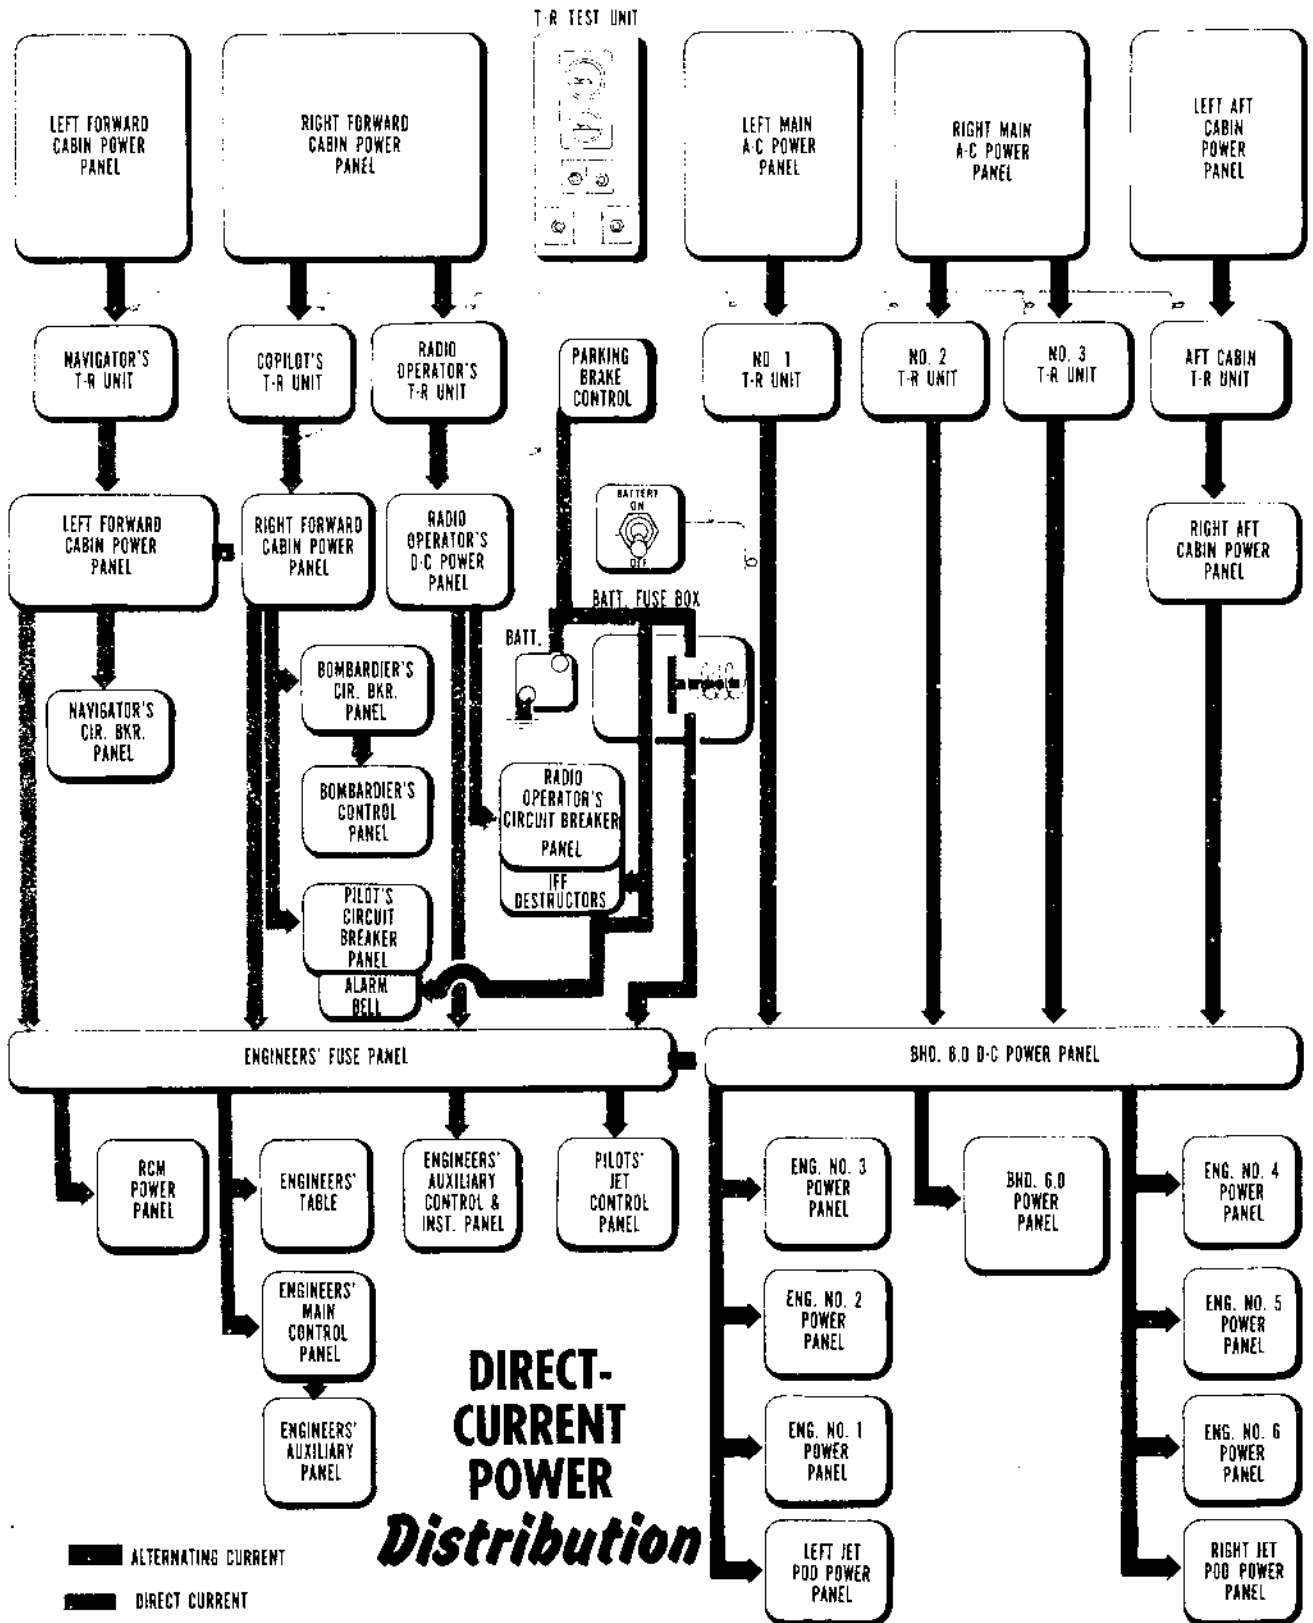 T-R TEST UNIT
LEFT FORWARD
CABIN POWER
PANEL
RIGHT FORWARD
CABIN POWER
PANEL
LEFT MAIN
A-C POWER
PANEL
RIGHT MAIN
A-C POWER
PANEL
LEFT AFT
CABIN
POWER
PANEL
NAVIGATOR'S
T-R UNIT
COPILOT'S
T-R UNIT
RADIO
OPERATOR'S
T-R UNIT
PARKING
BRAKE
CONTROL
NO. 1
T-R UNIT
NO. 2
T-R UNIT
NO. 3
T-R UNIT
AFT CABIN
T-R UNIT
LEFT FORWARD
CABIN POWER
PANEL
RIGHT FORWARD
CABIN POWER
PANEL
RADIO
OPERATOR'S
D-C POWER
PANEL
BATTERY
ON
OFF
RIGHT AFT
CABIN POWER
PANEL
BATT. FUSE BOX
BATT.
NAVIGATOR'S
CIR. BKR.
PANEL
BOMBARDIER'S
CIR. BKR.
PANEL
BOMBARDIER'S
CONTROL
PANEL
RADIO
OPERATOR'S
CIRCUIT BREAKER
PANEL
IFF
DESTRUCTORS
PILOT'S
CIRCUIT
BREAKER
PANEL
ALARM
BELL
ENGINEERS' FUSE PANEL
BHD. 6.0 D-C POWER PANEL
RCM
POWER
PANEL
ENGINEERS'
TABLE
ENGINEERS'
AUXILIARY
CONTROL &
INST. PANEL
PILOTS'
JET
CONTROL
PANEL
ENG. NO. 3
POWER
PANEL
BHD. 6.0
POWER
PANEL
ENG. NO. 4
POWER
PANEL
ENGINEERS'
MAIN
CONTROL
PANEL
ENG. NO. 2
POWER
PANEL
ENG. NO. 5
POWER
PANEL
ENGINEERS'
AUXILIARY
PANEL
ENG. NO. 1
POWER
PANEL
ENG. NO. 6
POWER
PANEL
LEFT JET
POD POWER
PANEL
RIGHT JET
POD POWER
PANEL
DIRECT-
CURRENT
POWER
Distribution
ALTERNATING CURRENT
DIRECT CURRENT